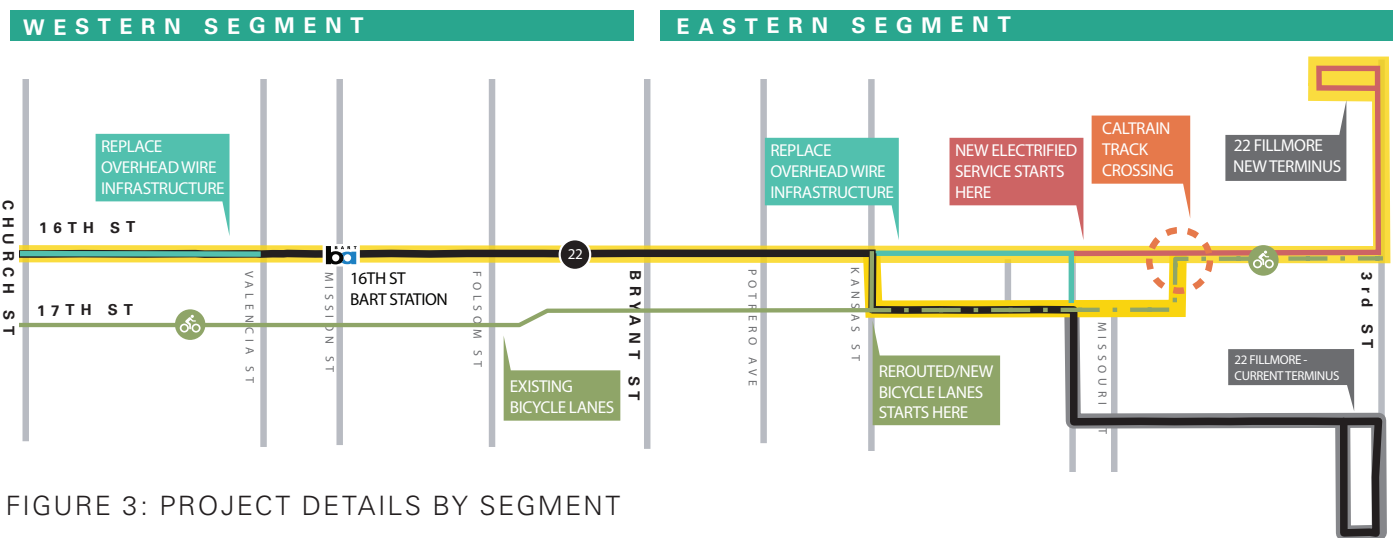 WESTERN SEGMENT
EASTERN SEGMENT
REPLACE
OVERHEAD WIRE
INFRASTRUCTURE
REPLACE
OVERHEAD WIRE
INFRASTRUCTURE
NEW ELECTRIFIED
SERVICE STARTS
HERE
CALTRAIN
TRACK
CROSSING
22 FILLMORE
NEW TERMINUS
CHURCH ST
16TH ST
BART
ba
16TH ST
BART STATION
22
17TH ST
VALENCIA ST
MISSION ST
FOLSOM ST
BRYANT ST
POTRERO AVE
KANSAS ST
MISSOURI ST
3rd ST
EXISTING
BICYCLE LANES
REROUTED/NEW
BICYCLE LANES
STARTS HERE
22 FILLMORE -
CURRENT TERMINUS
FIGURE 3: PROJECT DETAILS BY SEGMENT